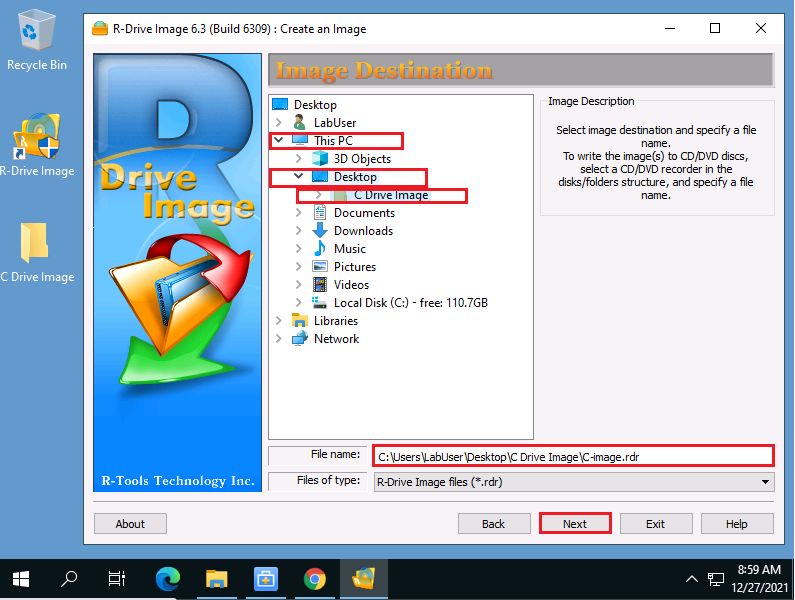 Recycle Bin
R-Drive Image
C Drive Image
R-Drive Image 6.3 (Build 6309) : Create an Image
Drive
Image
R-Tools Technology Inc.
Image Destination
Desktop
LabUser
This PC
3D Objects
Desktop
C Drive Image
Documents
Downloads
Music
Pictures
Videos
Local Disk (C:) - free: 110.7GB
Libraries
Network
Image Description
Select image destination and specify a file
name.
To write the image(s) to CD/DVD discs,
select a CD/DVD recorder in the
disks/folders structure, and specify a file
name.
File name:
C:\Users\LabUser\Desktop\C Drive Image\C-image.rdr
Files of type:
R-Drive Image files (*.rdr)
About
Back
Next
Exit
Help
8:59 AM
12/27/2021